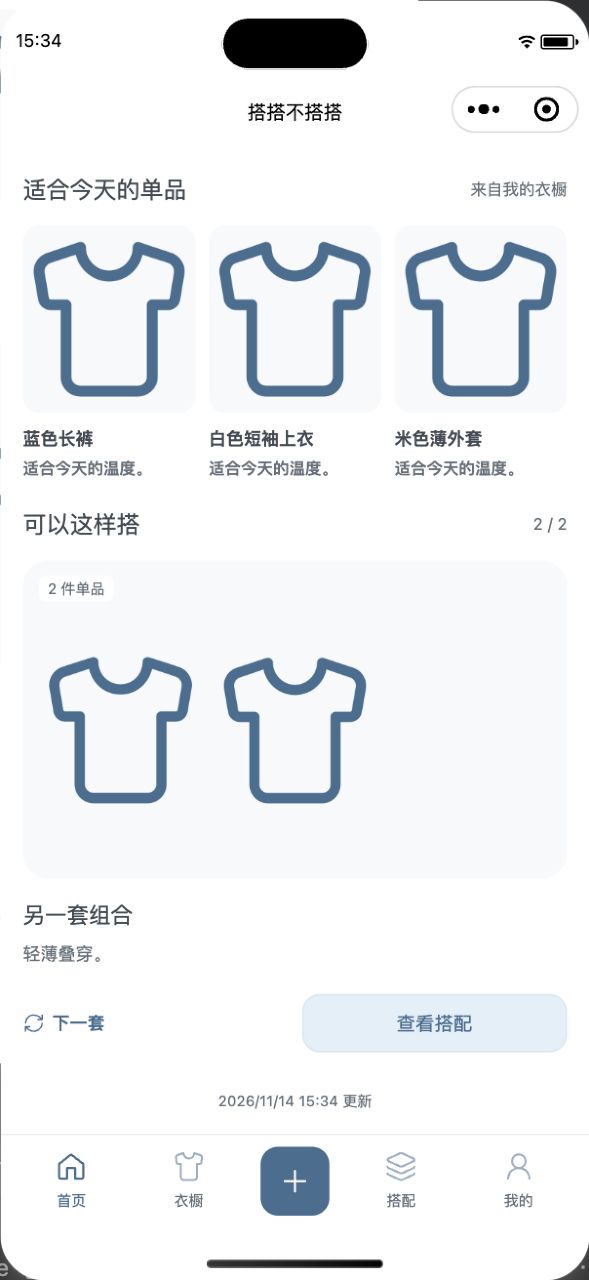 15:34
搭搭不搭搭
适合今天的单品 来自我的衣橱
蓝色长裤 白色短袖上衣 米色薄外套
适合今天的温度。 适合今天的温度。 适合今天的温度。
可以这样搭 2 / 2
2 件单品
另一套组合
轻薄叠穿。
下一套 查看搭配
2026/11/14 15:34 更新
首页 衣橱 搭配 我的